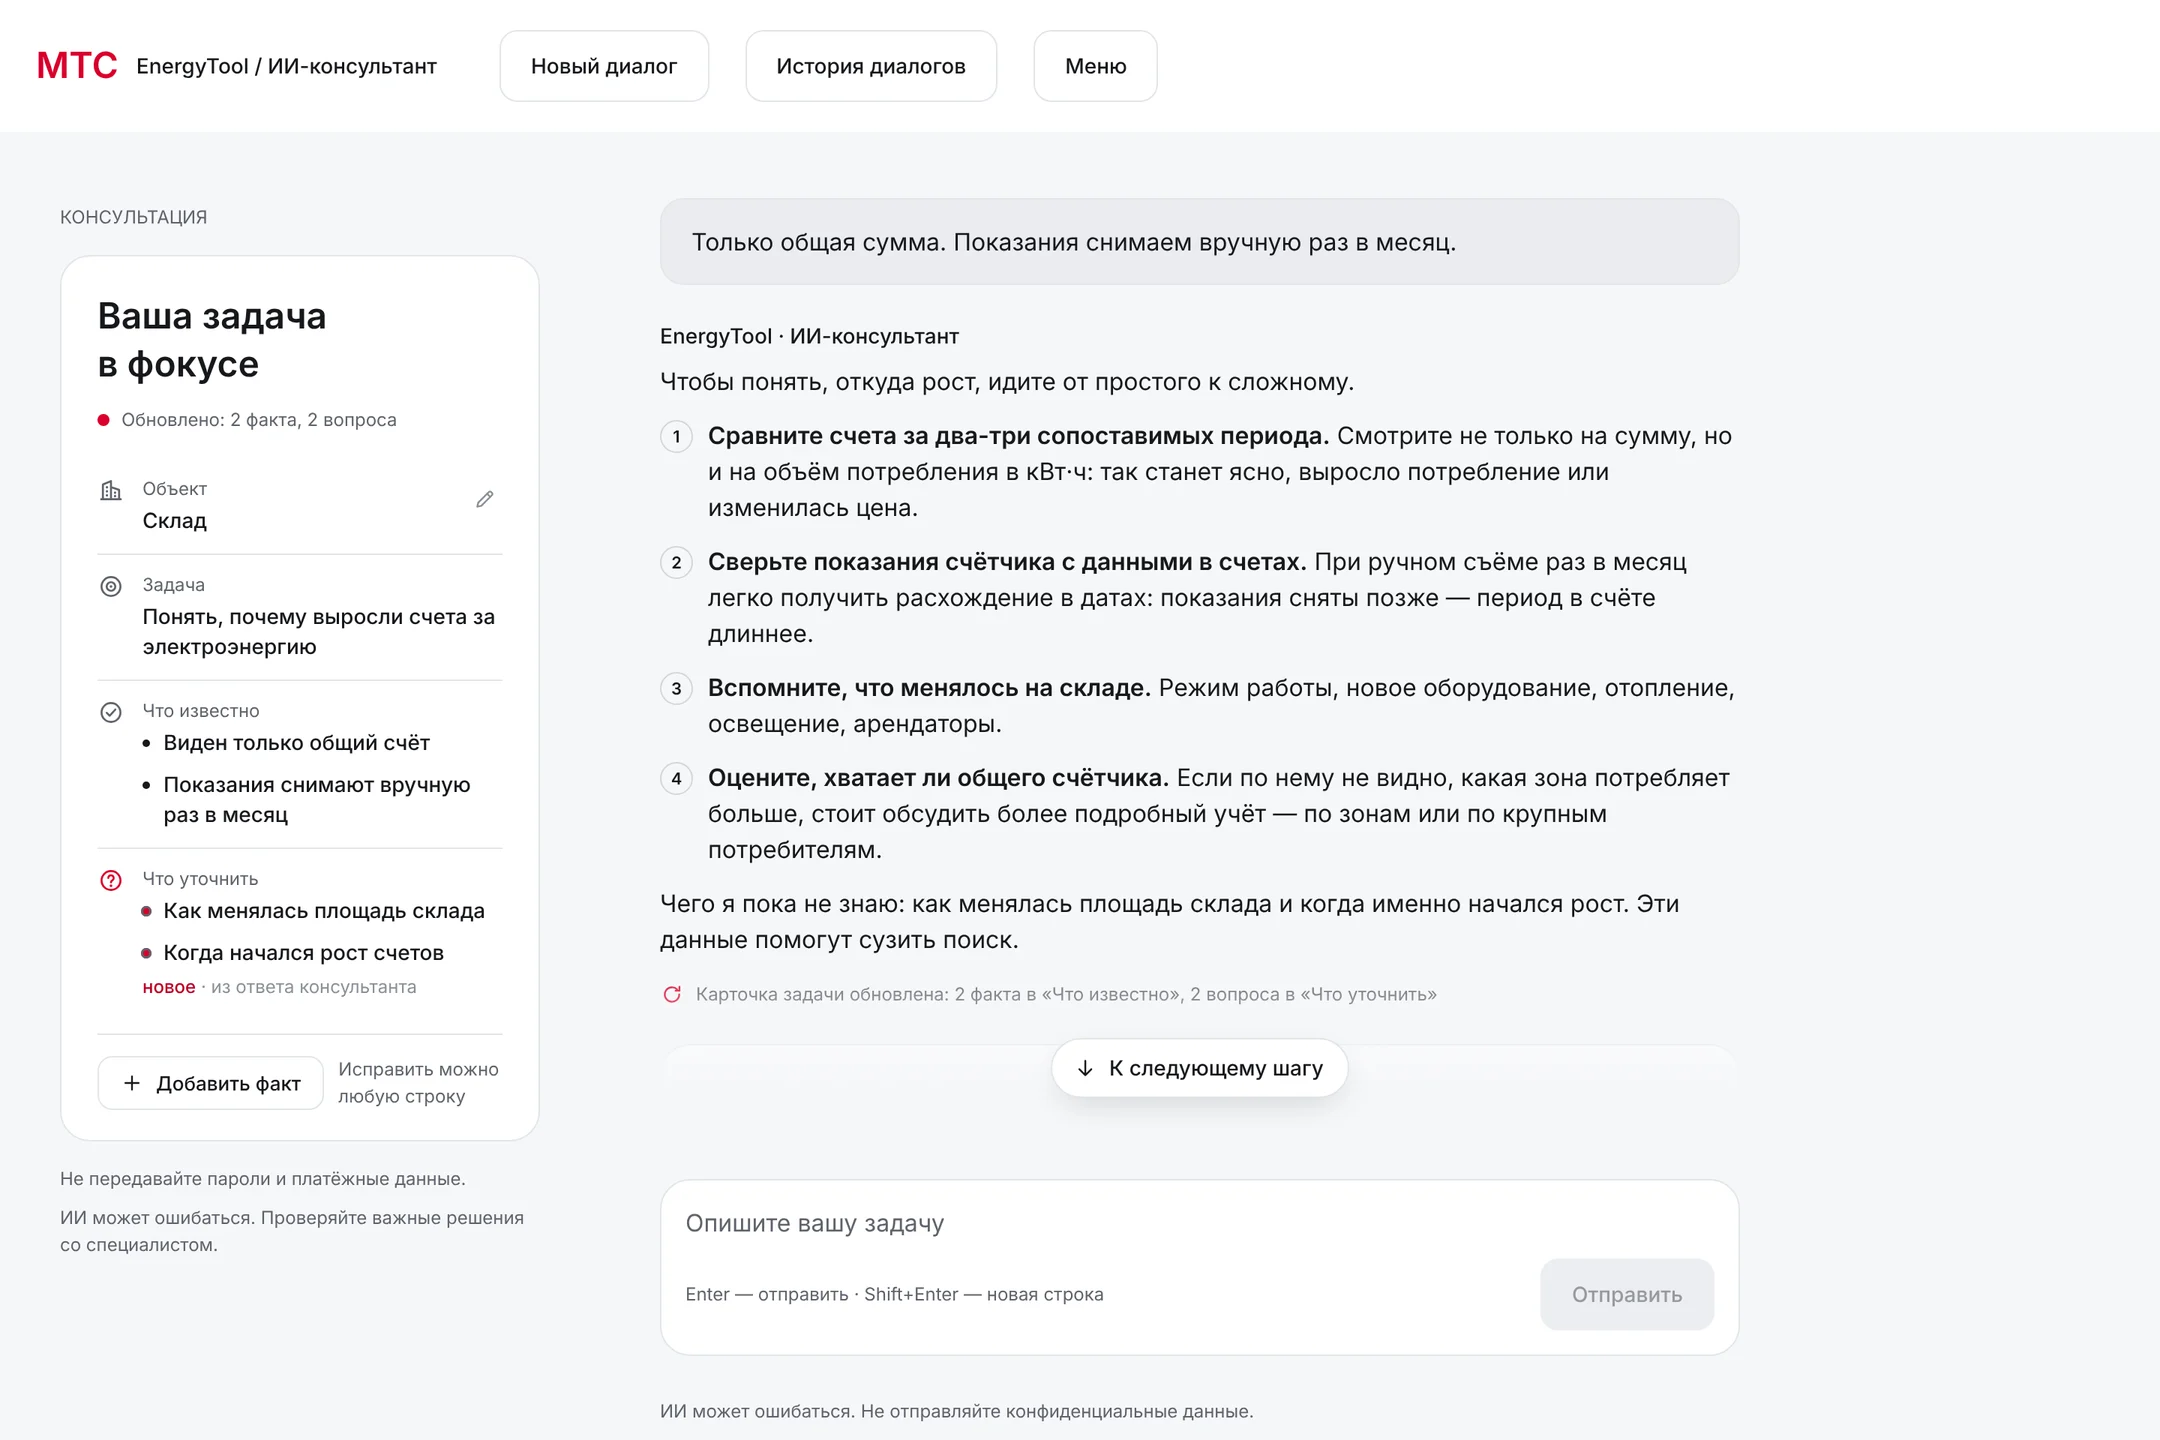 МТС EnergyTool / ИИ-консультант Новый диалог История диалогов Меню
КОНСУЛЬТАЦИЯ
Ваша задача
в фокусе
Обновлено: 2 факта, 2 вопроса
Объект
Склад
Задача
Понять, почему выросли счета за
электроэнергию
Что известно
• Виден только общий счёт
• Показания снимают вручную
раз в месяц
Что уточнить
• Как менялась площадь склада
• Когда начался рост счетов
новое · из ответа консультанта
+ Добавить факт
Исправить можно
любую строку
Не передавайте пароли и платёжные данные.
ИИ может ошибаться. Проверяйте важные решения
со специалистом.
Только общая сумма. Показания снимаем вручную раз в месяц.
EnergyTool · ИИ-консультант
Чтобы понять, откуда рост, идите от простого к сложному.
1 Сравните счета за два-три сопоставимых периода. Смотрите не только на сумму, но
и на объём потребления в кВт·ч: так станет ясно, выросло потребление или
изменилась цена.
2 Сверьте показания счётчика с данными в счетах. При ручном съёме раз в месяц
легко получить расхождение в датах: показания сняты позже — период в счёте
длиннее.
3 Вспомните, что менялось на складе. Режим работы, новое оборудование, отопление,
освещение, арендаторы.
4 Оцените, хватает ли общего счётчика. Если по нему не видно, какая зона потребляет
больше, стоит обсудить более подробный учёт — по зонам или по крупным
потребителям.
Чего я пока не знаю: как менялась площадь склада и когда именно начался рост. Эти
данные помогут сузить поиск.
Карточка задачи обновлена: 2 факта в «Что известно», 2 вопроса в «Что уточнить»
↓ К следующему шагу
Опишите вашу задачу
Enter — отправить · Shift+Enter — новая строка
Отправить
ИИ может ошибаться. Не отправляйте конфиденциальные данные.